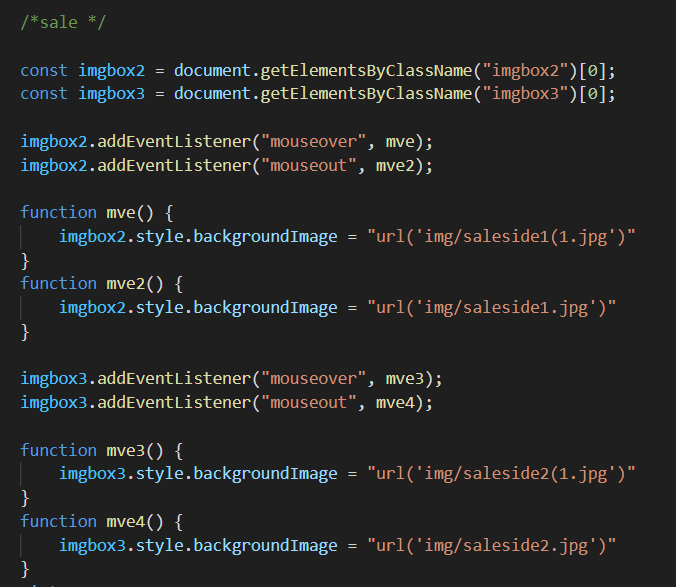 /*sale */
const imgbox2 = document.getElementsByClassName("imgbox2")[0];
const imgbox3 = document.getElementsByClassName("imgbox3")[0];
imgbox2.addEventListener("mouseover", mve);
imgbox2.addEventListener("mouseout", mve2);
function mve() {
    imgbox2.style.backgroundImage = "url('img/saleside1(1.jpg')"
}
function mve2() {
    imgbox2.style.backgroundImage = "url('img/saleside1.jpg')"
}
imgbox3.addEventListener("mouseover", mve3);
imgbox3.addEventListener("mouseout", mve4);
function mve3() {
    imgbox3.style.backgroundImage = "url('img/saleside2(1.jpg')"
}
function mve4() {
    imgbox3.style.backgroundImage = "url('img/saleside2.jpg')"
}